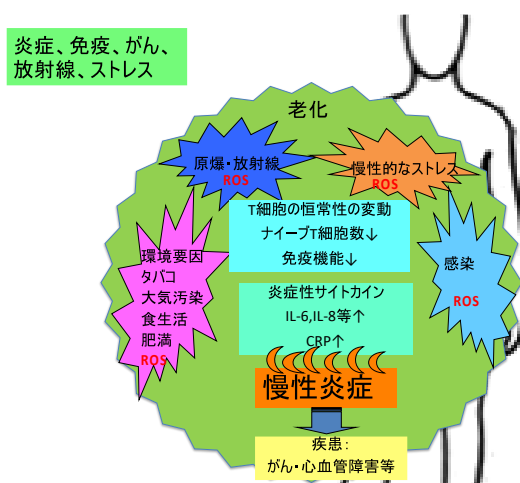 炎症、免疫、がん、
放射線、ストレス
老化
原爆・放射線
ROS
慢性的なストレス
ROS
T細胞の恒常性の変動
ナイーブT細胞数↓
免疫機能↓
環境要因
タバコ
大気汚染
食生活
肥満
ROS
感染
ROS
炎症性サイトカイン
IL-6,IL-8等↑
CRP↑
慢性炎症
疾患:
がん・心血管障害等